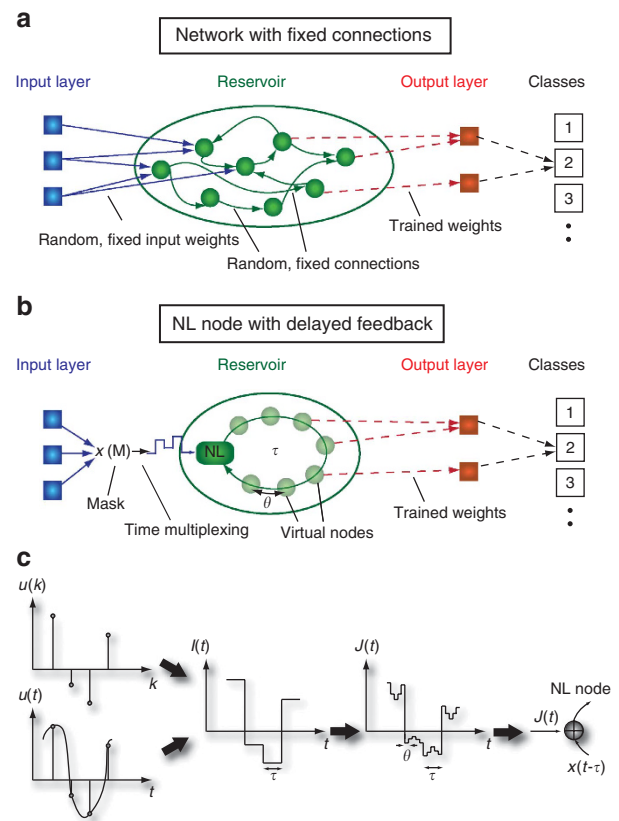 a
Network with fixed connections
Input layer
Reservoir
Output layer
Classes
1
2
3
Random, fixed input weights
Random, fixed connections
Trained weights
b
NL node with delayed feedback
Input layer
Reservoir
Output layer
Classes
x (M)
NL
τ
θ
1
2
3
Mask
Time multiplexing
Virtual nodes
Trained weights
c
u(k)
k
u(t)
t
I(t)
t
τ
J(t)
t
θ
τ
NL node
J(t)
x(t-τ)